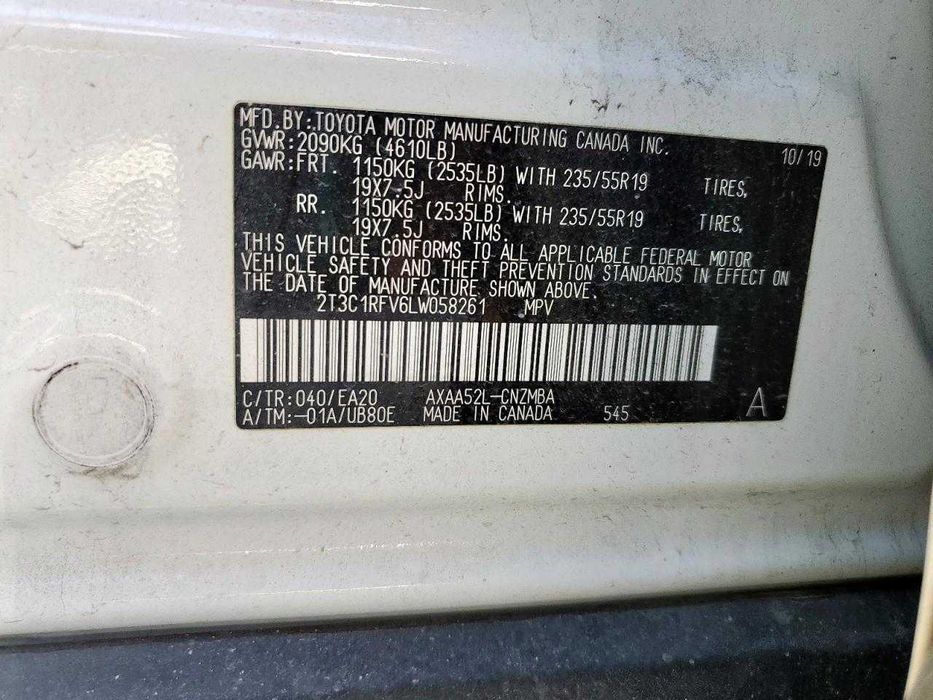 MFD.BY:TOYOTA MOTOR MANUFACTURING CANADA INC. 10/19
GVWR:2090KG (4610LB)
GAWR:FRT. 1150KG (2535LB) WITH 235/55R19 TIRES,
19X7.5J RIMS.
RR. 1150KG (2535LB) WITH 235/55R19 TIRES,
19X7.5J RIMS.
THIS VEHICLE CONFORMS TO ALL APPLICABLE FEDERAL MOTOR
VEHICLE SAFETY AND THEFT PREVENTION STANDARDS IN EFFECT ON
THE DATE OF MANUFACTURE SHOWN ABOVE.
2T3C1RFV6LW058261 MPV
C/TR:040/EA20 AXAA52L-CNZMBA
A/TM:-01A/UB80E MADE IN CANADA 545 A